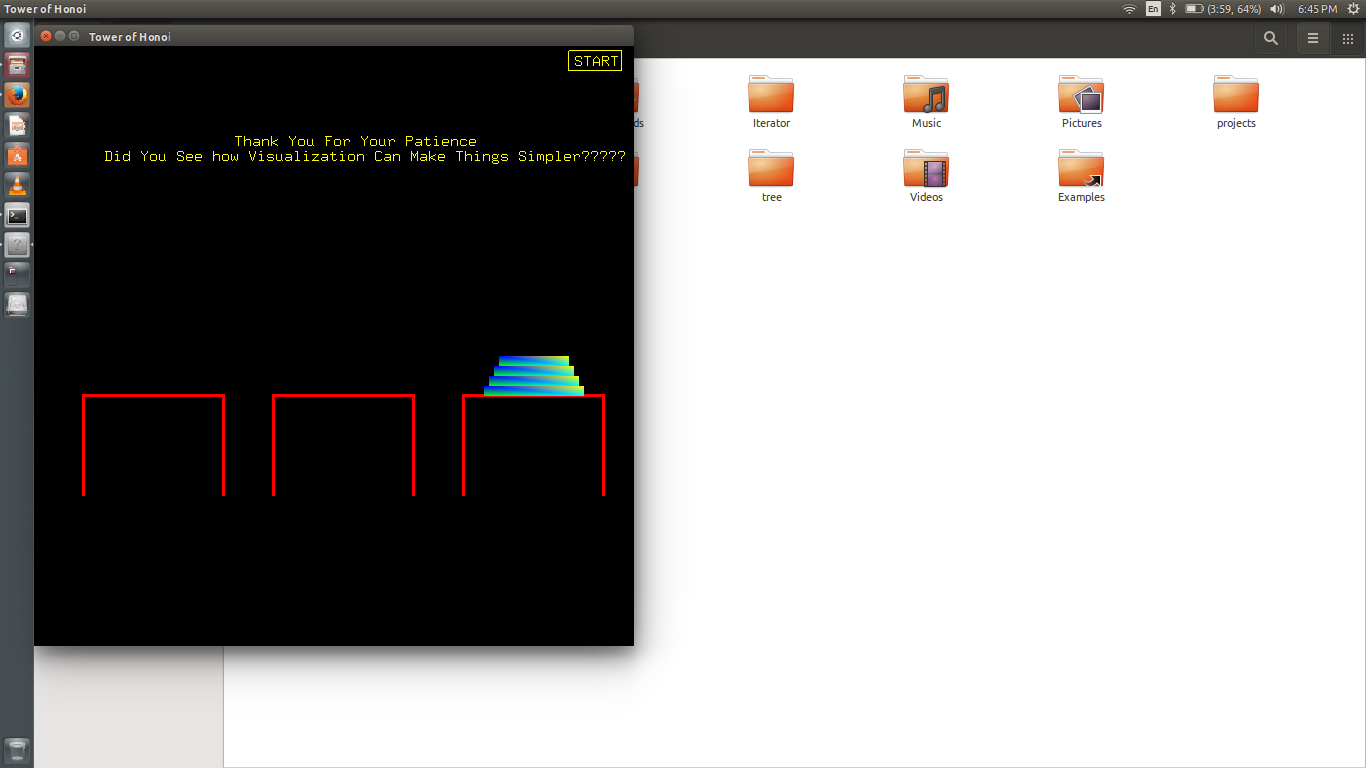 Tower of Honoi
En
(3:59, 64%)
6:45 PM
Tower of Honoi
START
Thank You For Your Patience
Did You See how Visualization Can Make Things Simpler?????
ds
Iterator
Music
Pictures
projects
tree
Videos
Examples